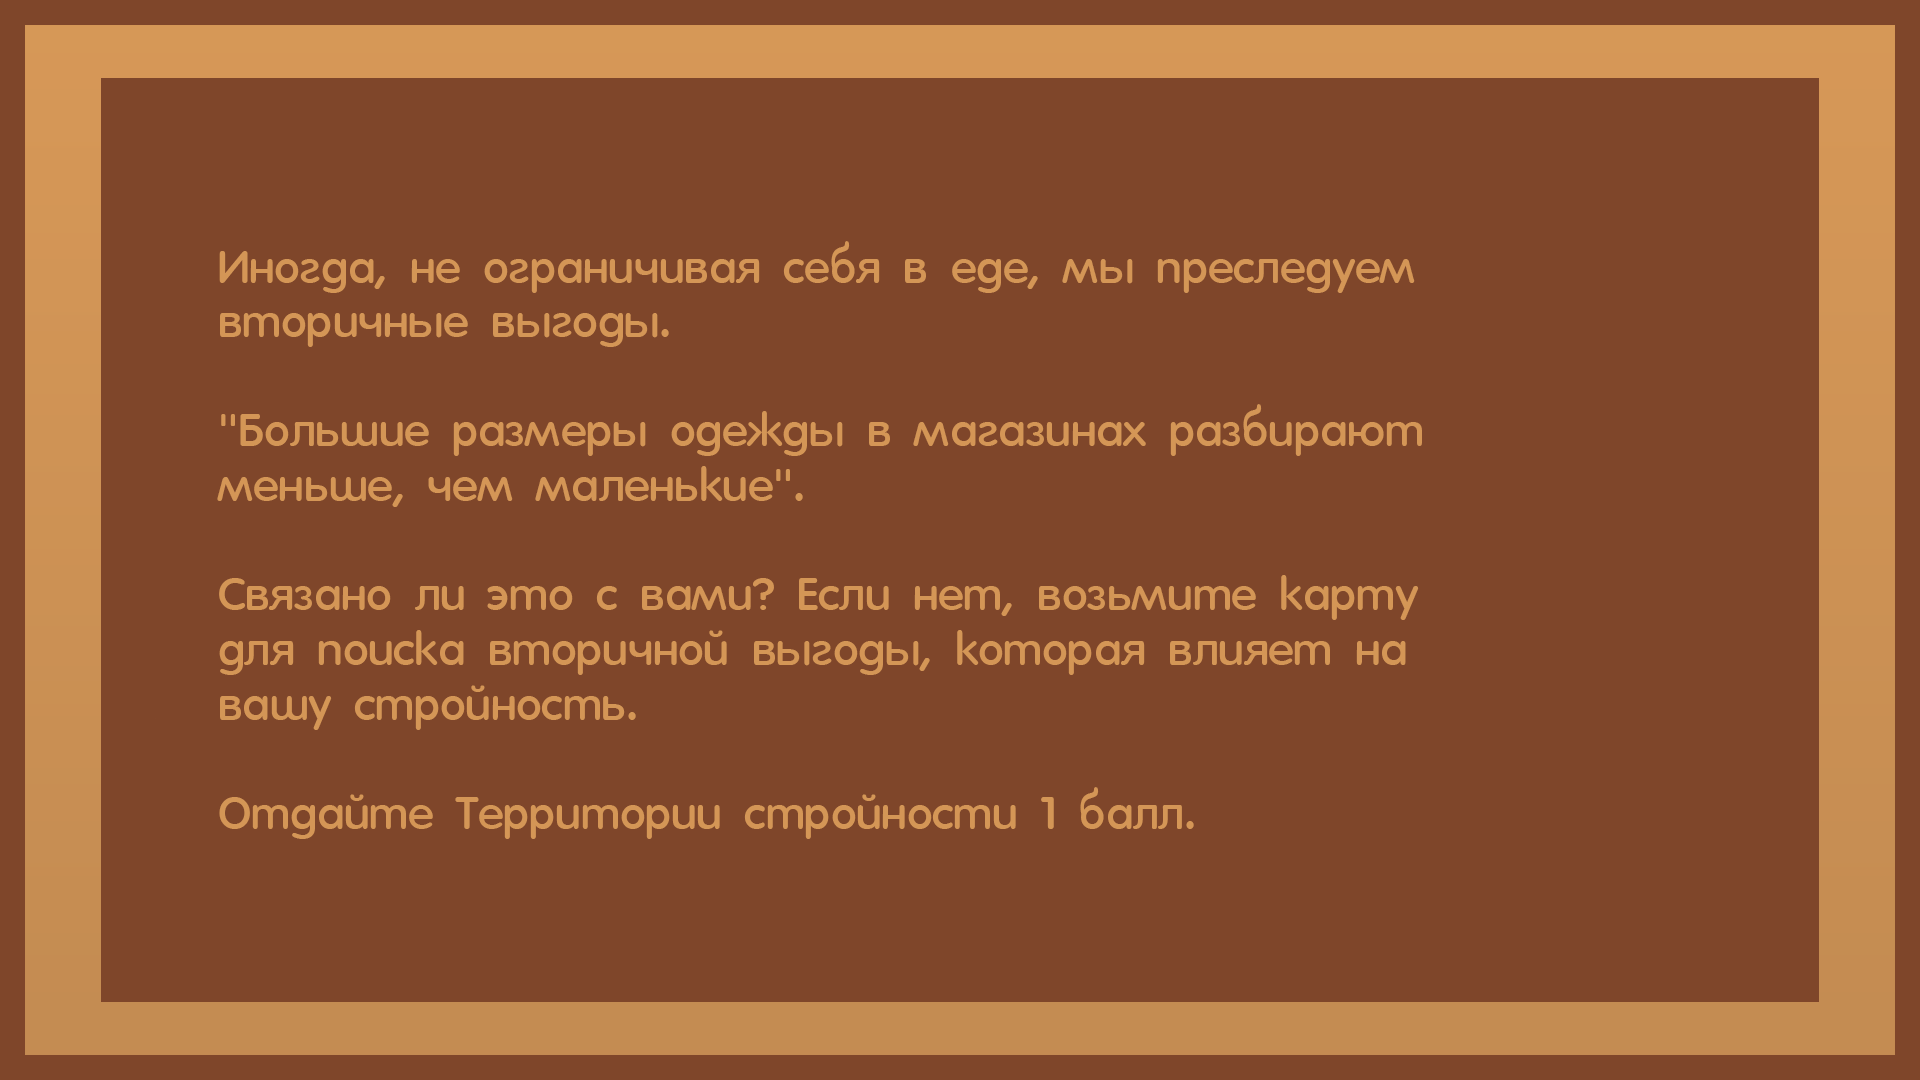 Иногда, не ограничивая себя в еде, мы преследуем
вторичные выгоды.
"Большие размеры одежды в магазинах разбирают
меньше, чем маленькие".
Связано ли это с вами? Если нет, возьмите карту
для поиска вторичной выгоды, которая влияет на
вашу стройность.
Отдайте Территории стройности 1 балл.